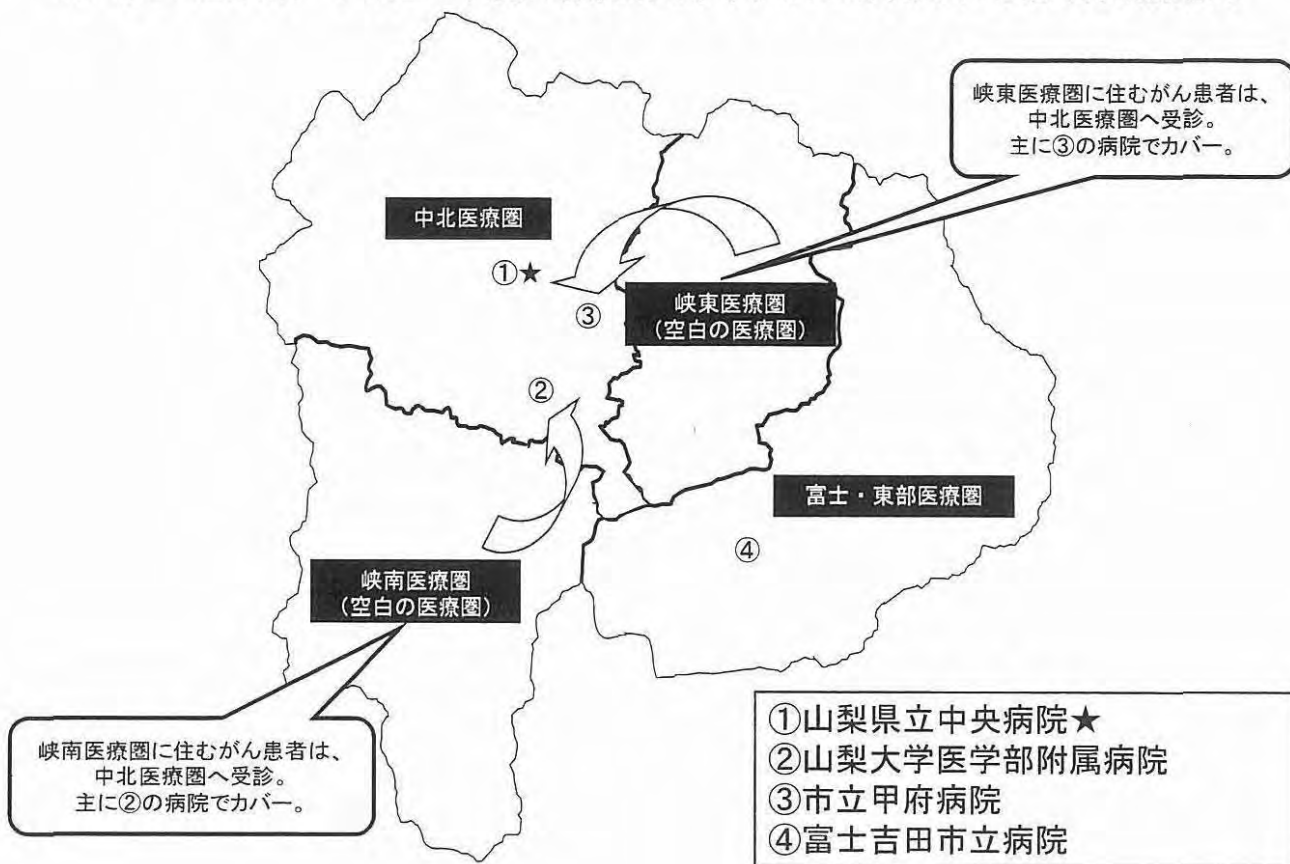 峡東医療圏に住むがん患者は、
中北医療圏へ受診。
主に③の病院でカバー。
中北医療圏
①★
③
峡東医療圏
(空白の医療圏)
②
富士・東部医療圏
④
峡南医療圏
(空白の医療圏)
峡南医療圏に住むがん患者は、
中北医療圏へ受診。
主に②の病院でカバー。
①山梨県立中央病院★
②山梨大学医学部附属病院
③市立甲府病院
④富士吉田市立病院